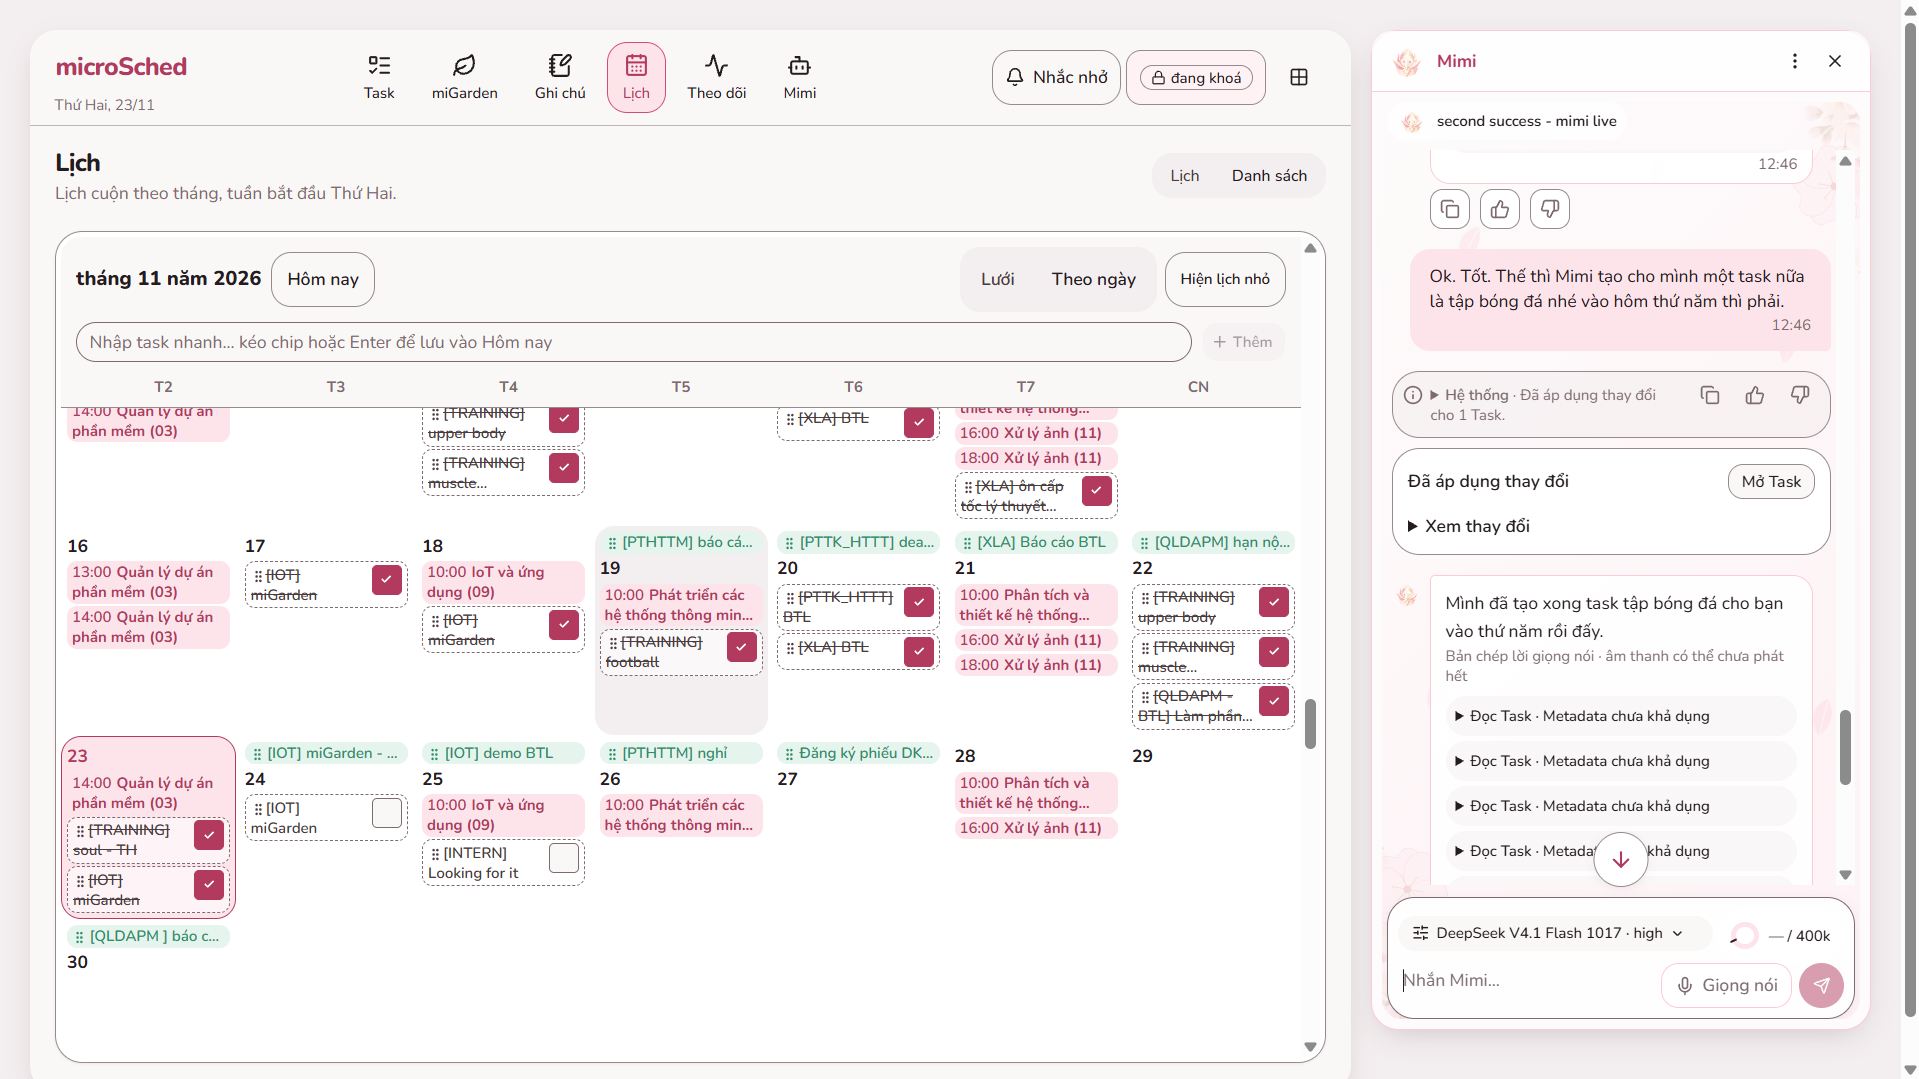 microSched
Thứ Hai, 23/11
Task
miGarden
Ghi chú
Lịch
Theo dõi
Mimi
Nhắc nhở
đang khoá
Lịch
Lịch cuộn theo tháng, tuần bắt đầu Thứ Hai.
Lịch
Danh sách
tháng 11 năm 2026
Hôm nay
Lưới
Theo ngày
Hiện lịch nhỏ
Nhập task nhanh... kéo chip hoặc Enter để lưu vào Hôm nay
+ Thêm
T2
T3
T4
T5
T6
T7
CN
14:00 Quản lý dự án
phần mềm (03)
[TRAINING]
upper body
[TRAINING]
muscle...
[XLA] BTL
thiết kế hệ thống...
16:00 Xử lý ảnh (11)
18:00 Xử lý ảnh (11)
[XLA] ôn cấp
tốc lý thuyết...
16
13:00 Quản lý dự án
phần mềm (03)
14:00 Quản lý dự án
phần mềm (03)
17
[IOT]
miGarden
18
10:00 IoT và ứng
dụng (09)
[IOT]
miGarden
[PTHTTM] báo cá...
19
10:00 Phát triển các
hệ thống thông min...
[TRAINING]
football
[PTTK_HTTT] dea...
20
[PTTK_HTTT]
BTL
[XLA] BTL
[XLA] Báo cáo BTL
21
10:00 Phân tích và
thiết kế hệ thống...
16:00 Xử lý ảnh (11)
18:00 Xử lý ảnh (11)
[QLDAPM] hạn nộ...
22
[TRAINING]
upper body
[TRAINING]
muscle...
[QLDAPM -
BTL] Làm phần...
23
14:00 Quản lý dự án
phần mềm (03)
[TRAINING]
soul - TH
[IOT]
miGarden
[IOT] miGarden - ...
24
[IOT]
miGarden
[IOT] demo BTL
25
10:00 IoT và ứng
dụng (09)
[INTERN]
Looking for it
[PTHTTM] nghỉ
26
10:00 Phát triển các
hệ thống thông min...
Đăng ký phiếu DK...
27
28
10:00 Phân tích và
thiết kế hệ thống...
16:00 Xử lý ảnh (11)
29
[QLDAPM ] báo c...
30
Mimi
second success - mimi live
12:46
Ok. Tốt. Thế thì Mimi tạo cho mình một task nữa
là tập bóng đá nhé vào hôm thứ năm thì phải.
12:46
Hệ thống · Đã áp dụng thay đổi
cho 1 Task.
Đã áp dụng thay đổi
Mở Task
Xem thay đổi
Mình đã tạo xong task tập bóng đá cho bạn
vào thứ năm rồi đấy.
Bản chép lời giọng nói · âm thanh có thể chưa phát
hết
Đọc Task · Metadata chưa khả dụng
Đọc Task · Metadata chưa khả dụng
Đọc Task · Metadata chưa khả dụng
Đọc Task · Metada khả dụng
DeepSeek V4.1 Flash 1017 · high
— / 400k
Nhắn Mimi...
Giọng nói